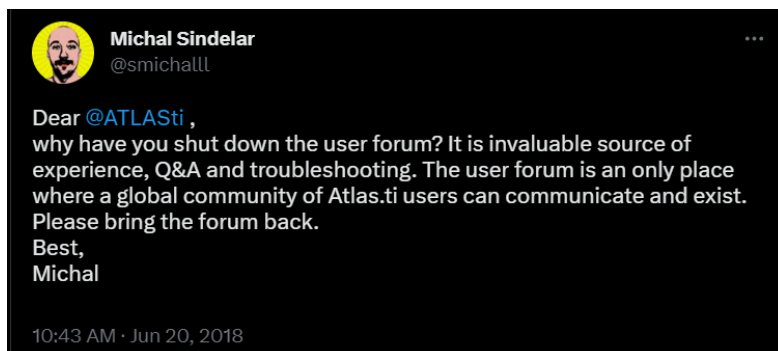 Michal Sindelar
@smichalll
Dear @ATLASti ,
why have you shut down the user forum? It is invaluable source of
experience, Q&A and troubleshooting. The user forum is an only place
where a global community of Atlas.ti users can communicate and exist.
Please bring the forum back.
Best,
Michal
10:43 AM · Jun 20, 2018